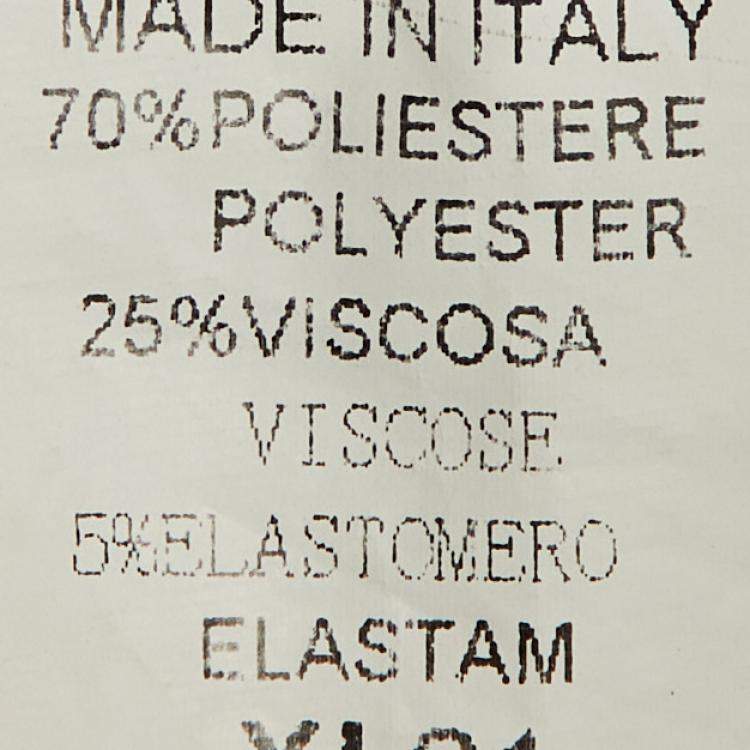 MADE IN ITALY
70%POLIESTERE
POLYESTER
25%VISCOSA
VISCOSE
5%ELASTOMERO
ELASTAM